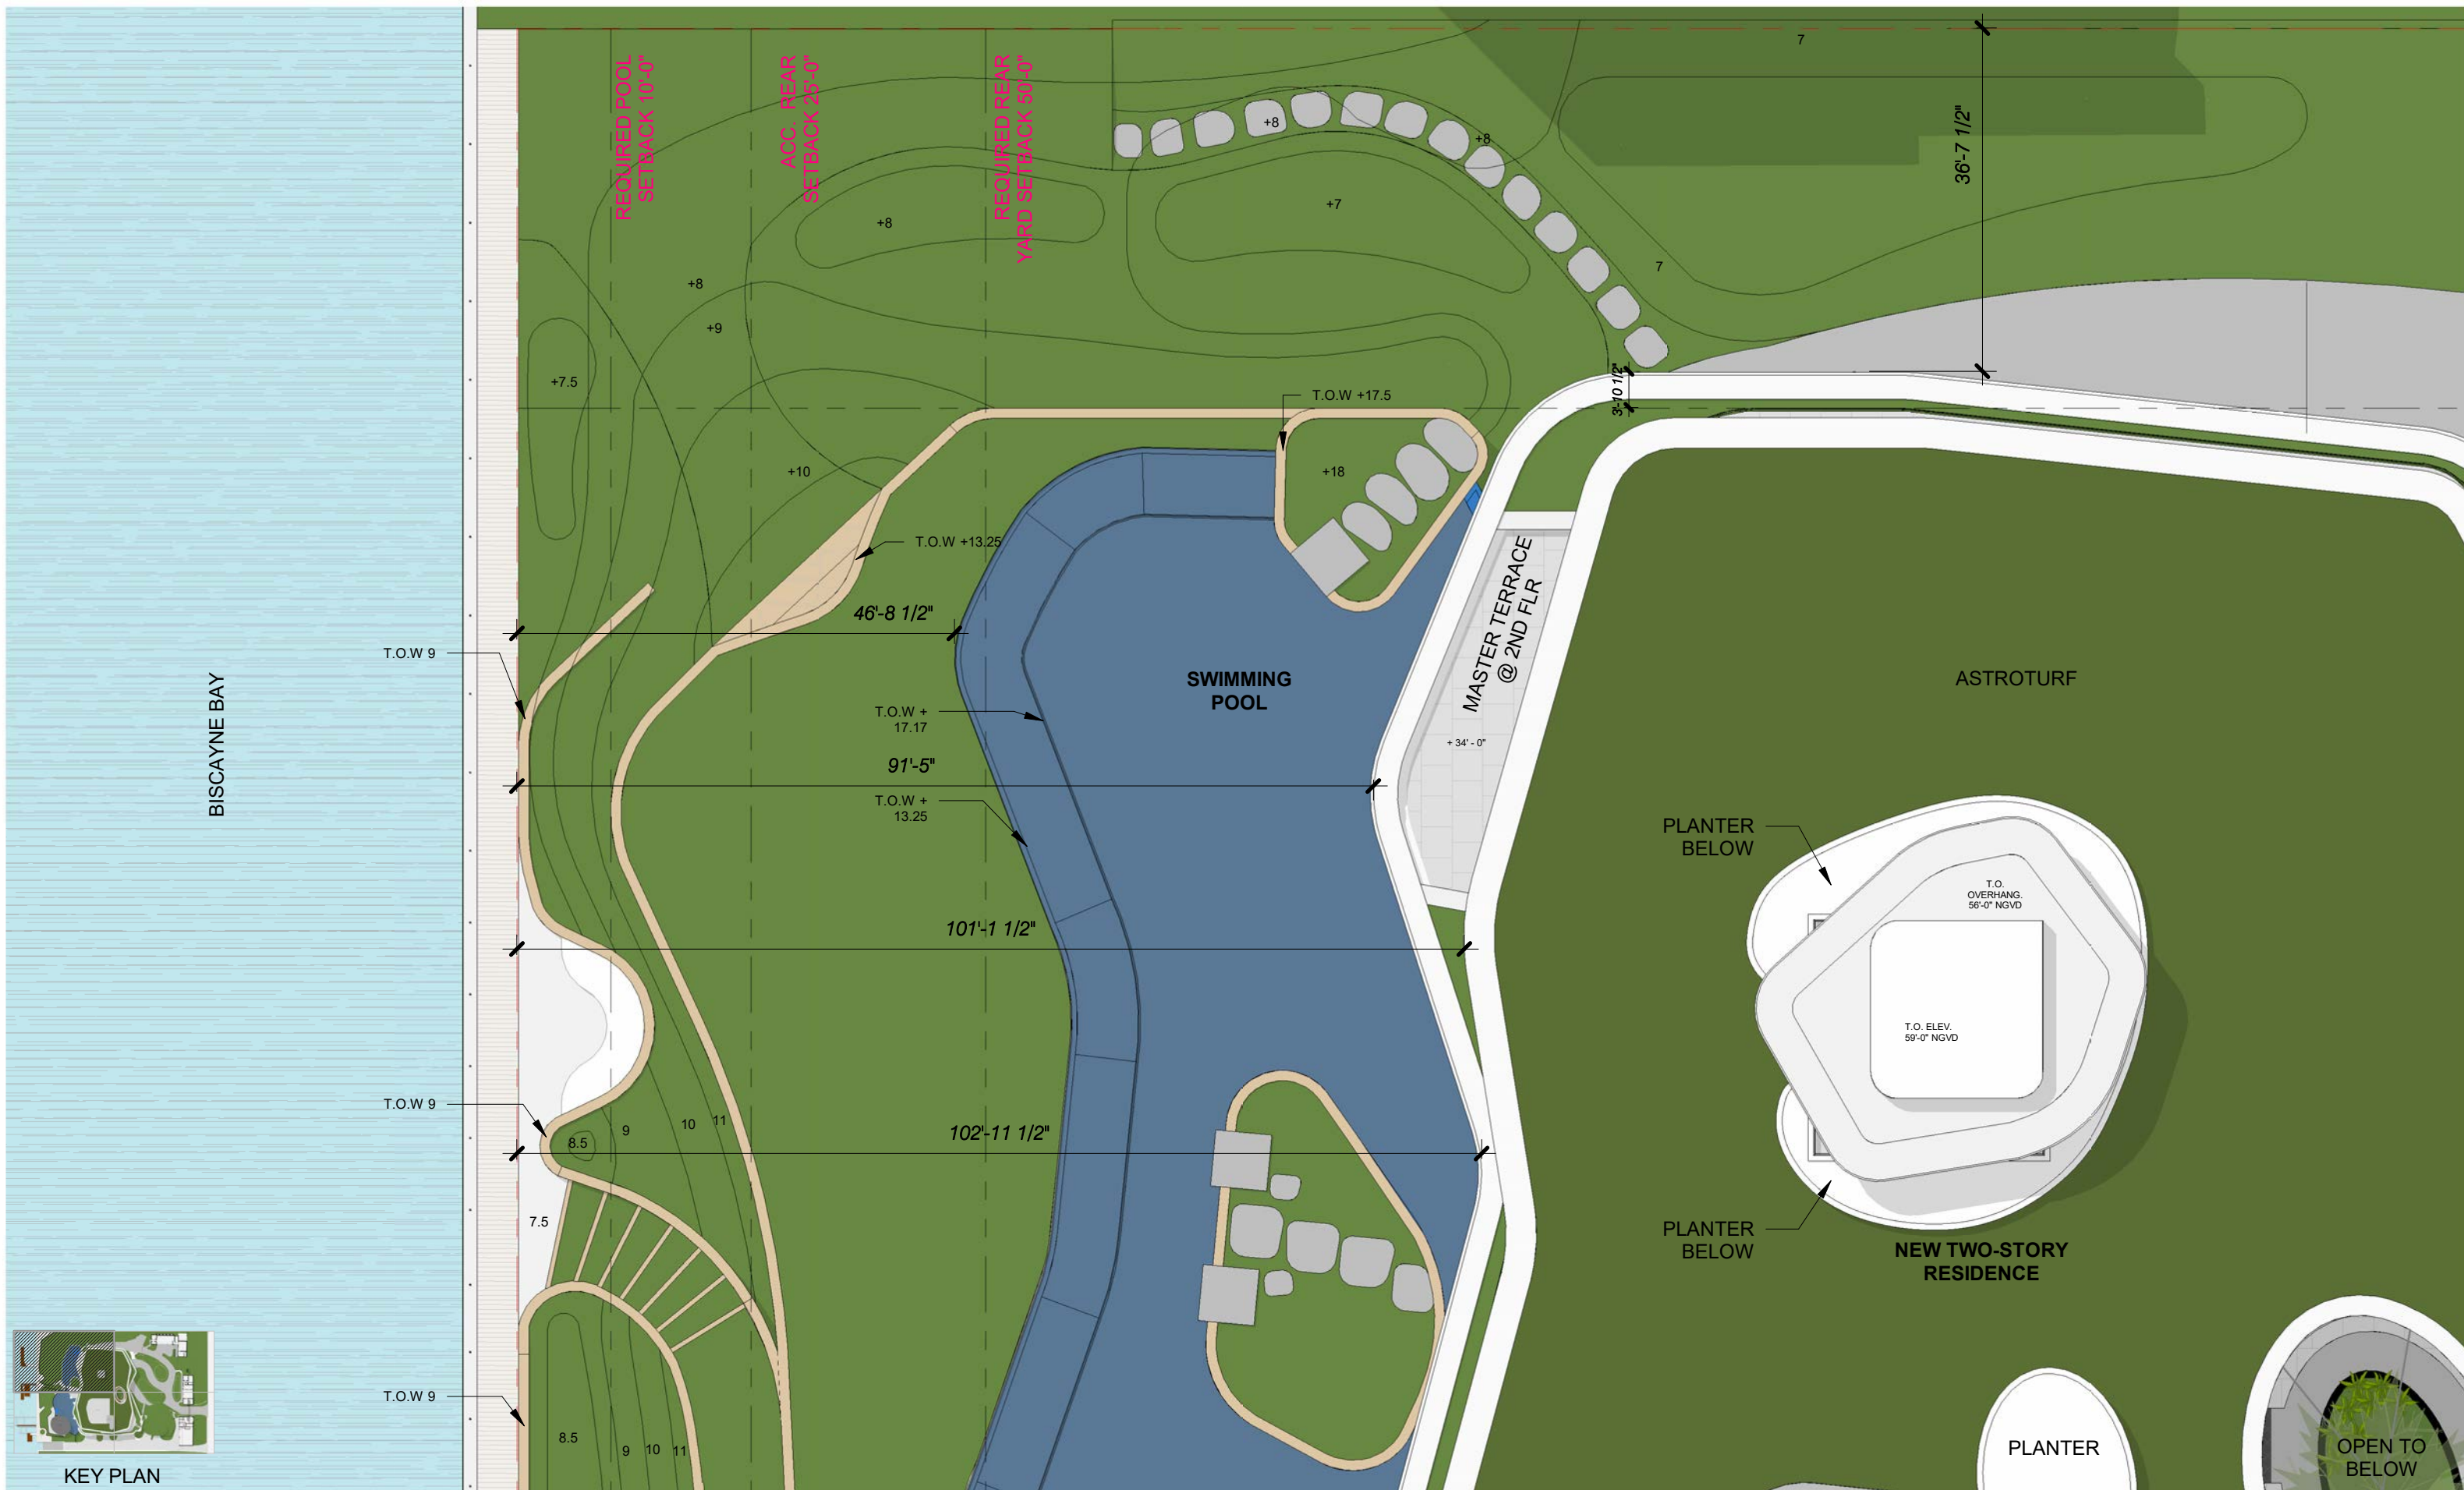 REQUIRED POOL
SETBACK 10'-0"
ACC. REAR
SETBACK 25'-0"
REQUIRED REAR
YARD SETBACK 50'-0"
7
36'-7 1/2"
+8
+8
+7
+8
7
+8
+9
+7.5
3'-10 1/2"
T.O.W +17.5
+10
+18
T.O.W +13.25
46'-8 1/2"
T.O.W 9
MASTER TERRACE
@ 2ND FLR
+ 34' - 0"
SWIMMING
POOL
ASTROTURF
BISCAYNE BAY
T.O.W +
17.17
91'-5"
T.O.W +
13.25
PLANTER
BELOW
T.O.
OVERHANG.
56'-0" NGVD
101'-1 1/2"
T.O. ELEV.
59'-0" NGVD
T.O.W 9
8.5
9
10
11
102'-11 1/2"
7.5
PLANTER
BELOW
NEW TWO-STORY
RESIDENCE
T.O.W 9
8.5
9
10
11
PLANTER
OPEN TO
BELOW
KEY PLAN